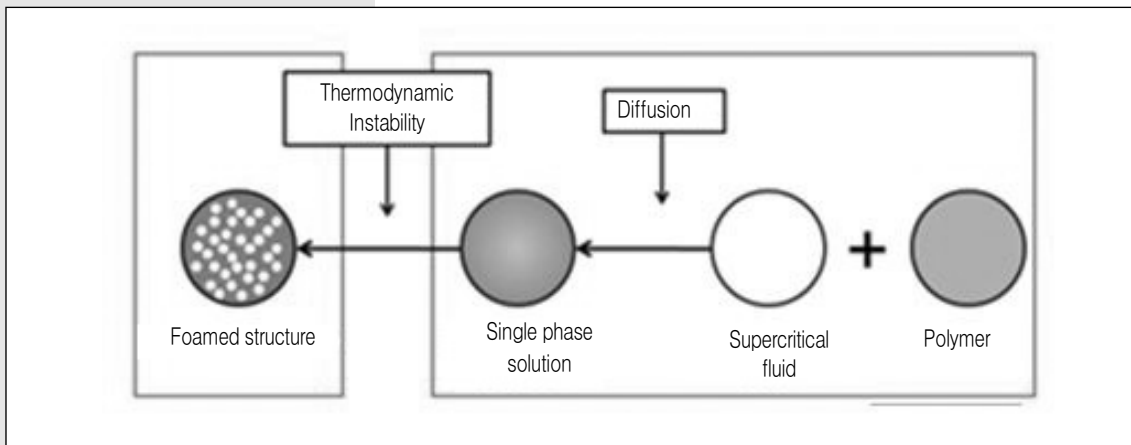 Thermodynamic
Instability
Diffusion
Foamed structure
Single phase
solution
Supercritical
fluid
+
Polymer